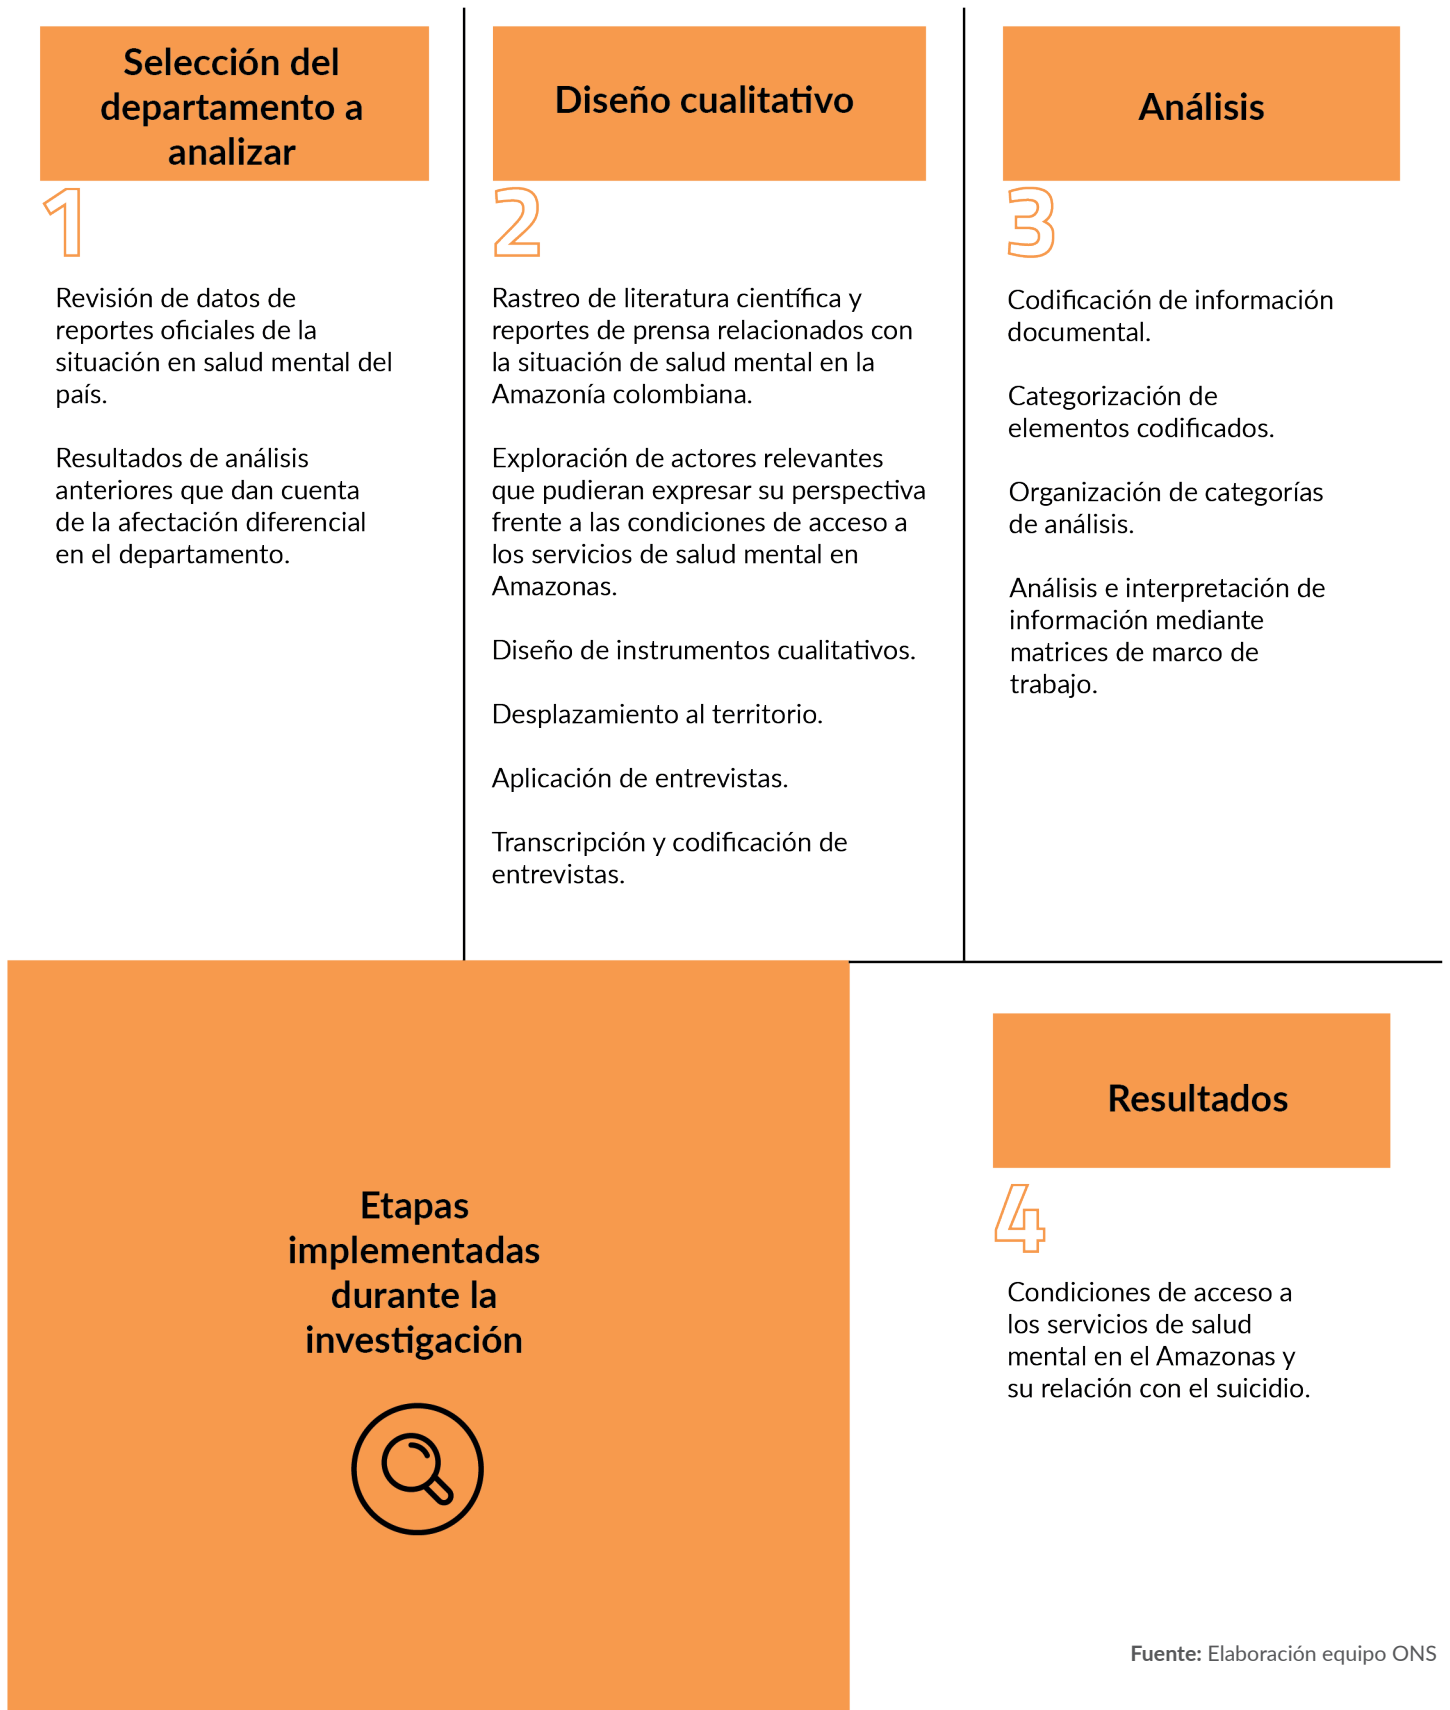 Selección del
departamento a
analizar
1
Revisión de datos de
reportes oficiales de la
situación en salud mental del
país.
Resultados de análisis
anteriores que dan cuenta
de la afectación diferencial
en el departamento.
Diseño cualitativo
2
Rastreo de literatura científica y
reportes de prensa relacionados con
la situación de salud mental en la
Amazonía colombiana.
Exploración de actores relevantes
que pudieran expresar su perspectiva
frente a las condiciones de acceso a
los servicios de salud mental en
Amazonas.
Diseño de instrumentos cualitativos.
Desplazamiento al territorio.
Aplicación de entrevistas.
Transcripción y codificación de
entrevistas.
Análisis
3
Codificación de información
documental.
Categorización de
elementos codificados.
Organización de categorías
de análisis.
Análisis e interpretación de
información mediante
matrices de marco de
trabajo.
Etapas
implementadas
durante la
investigación
Resultados
4
Condiciones de acceso a
los servicios de salud
mental en el Amazonas y
su relación con el suicidio.
Fuente: Elaboración equipo ONS